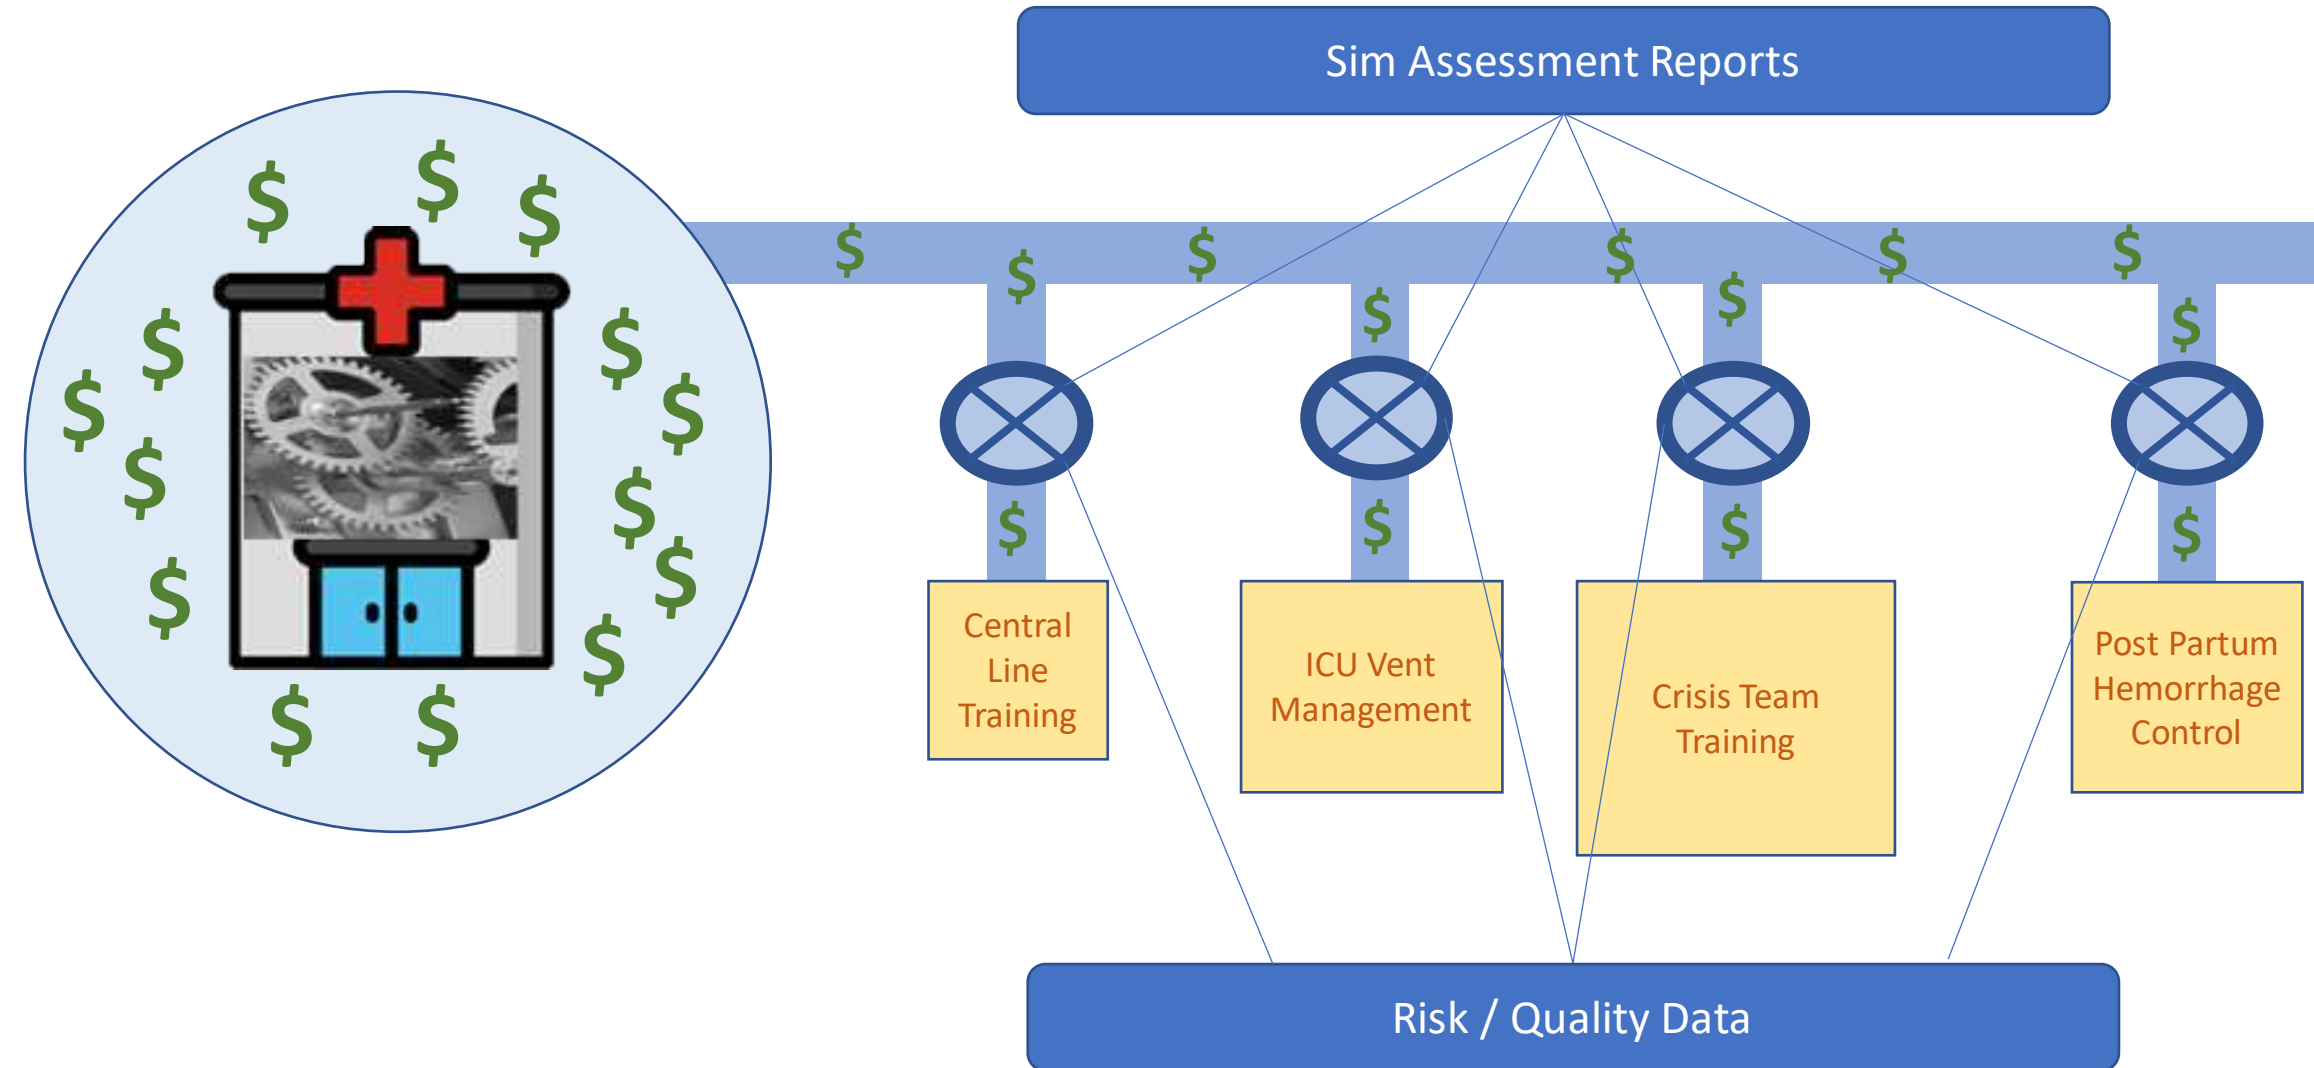 Sim Assessment Reports
$ $ $
$ $ $ $ $ $
$ $ $ $
$ $ $ $
$ $ $ $
$ $ $ $
$ $ $
$ $
Central
Line
Training
ICU Vent
Management
Crisis Team
Training
Post Partum
Hemorrhage
Control
Risk / Quality Data